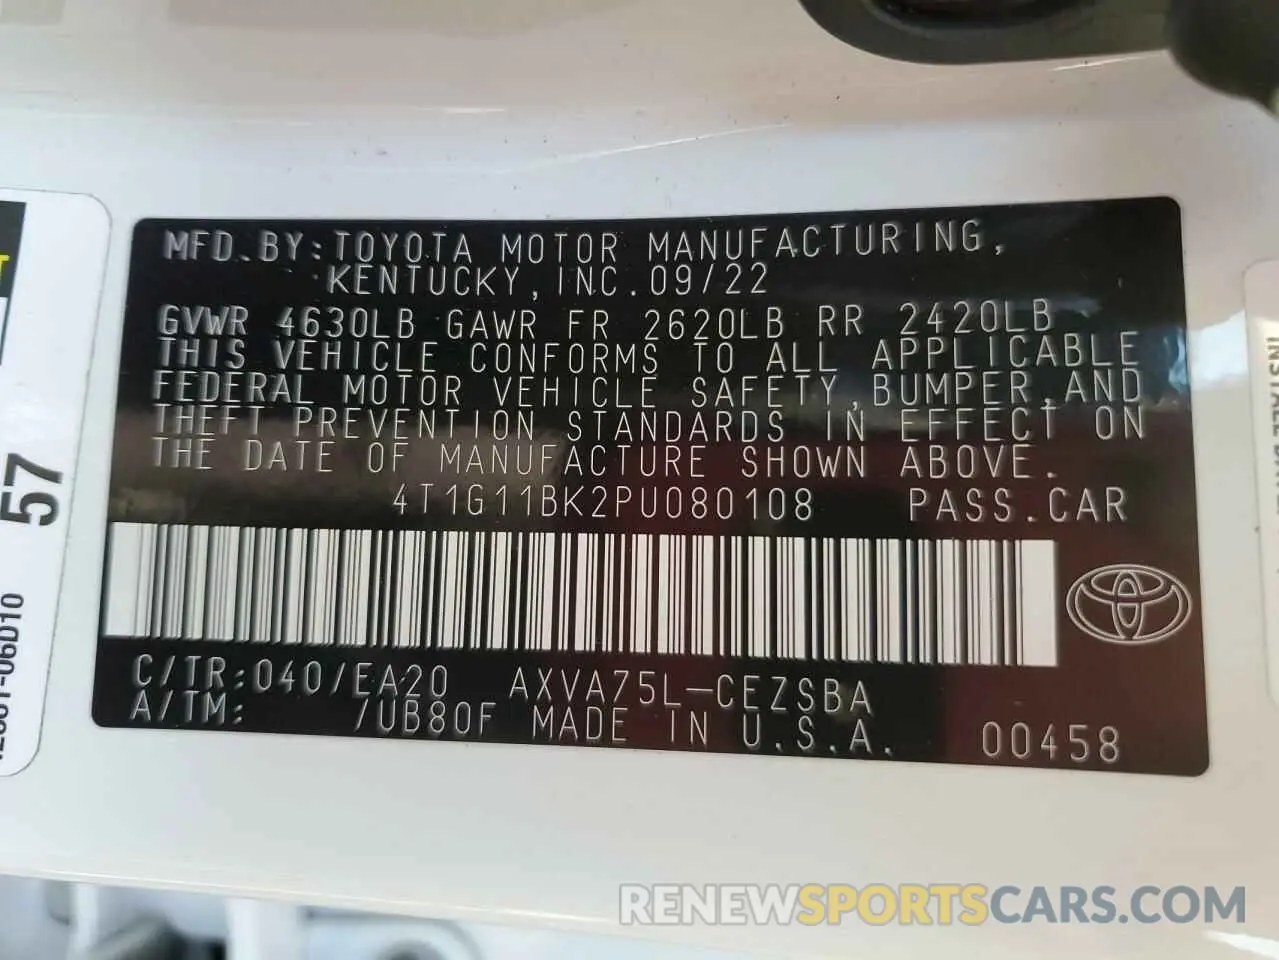 MFD.BY:TOYOTA MOTOR MANUFACTURING,
KENTUCKY,INC.09/22
GVWR 4630LB GAWR FR 2620LB RR 2420LB
THIS VEHICLE CONFORMS TO ALL APPLICABLE
FEDERAL MOTOR VEHICLE SAFETY,BUMPER,AND
THEFT PREVENTION STANDARDS IN EFFECT ON
THE DATE OF MANUFACTURE SHOWN ABOVE.
4T1G11BK2PU080108 PASS.CAR
C/TR:040/EA20 AXVA75L-CEZSBA
A/TM: /UB80F MADE IN U.S.A. 00458
57
RENEWSPORTSCARS.COM